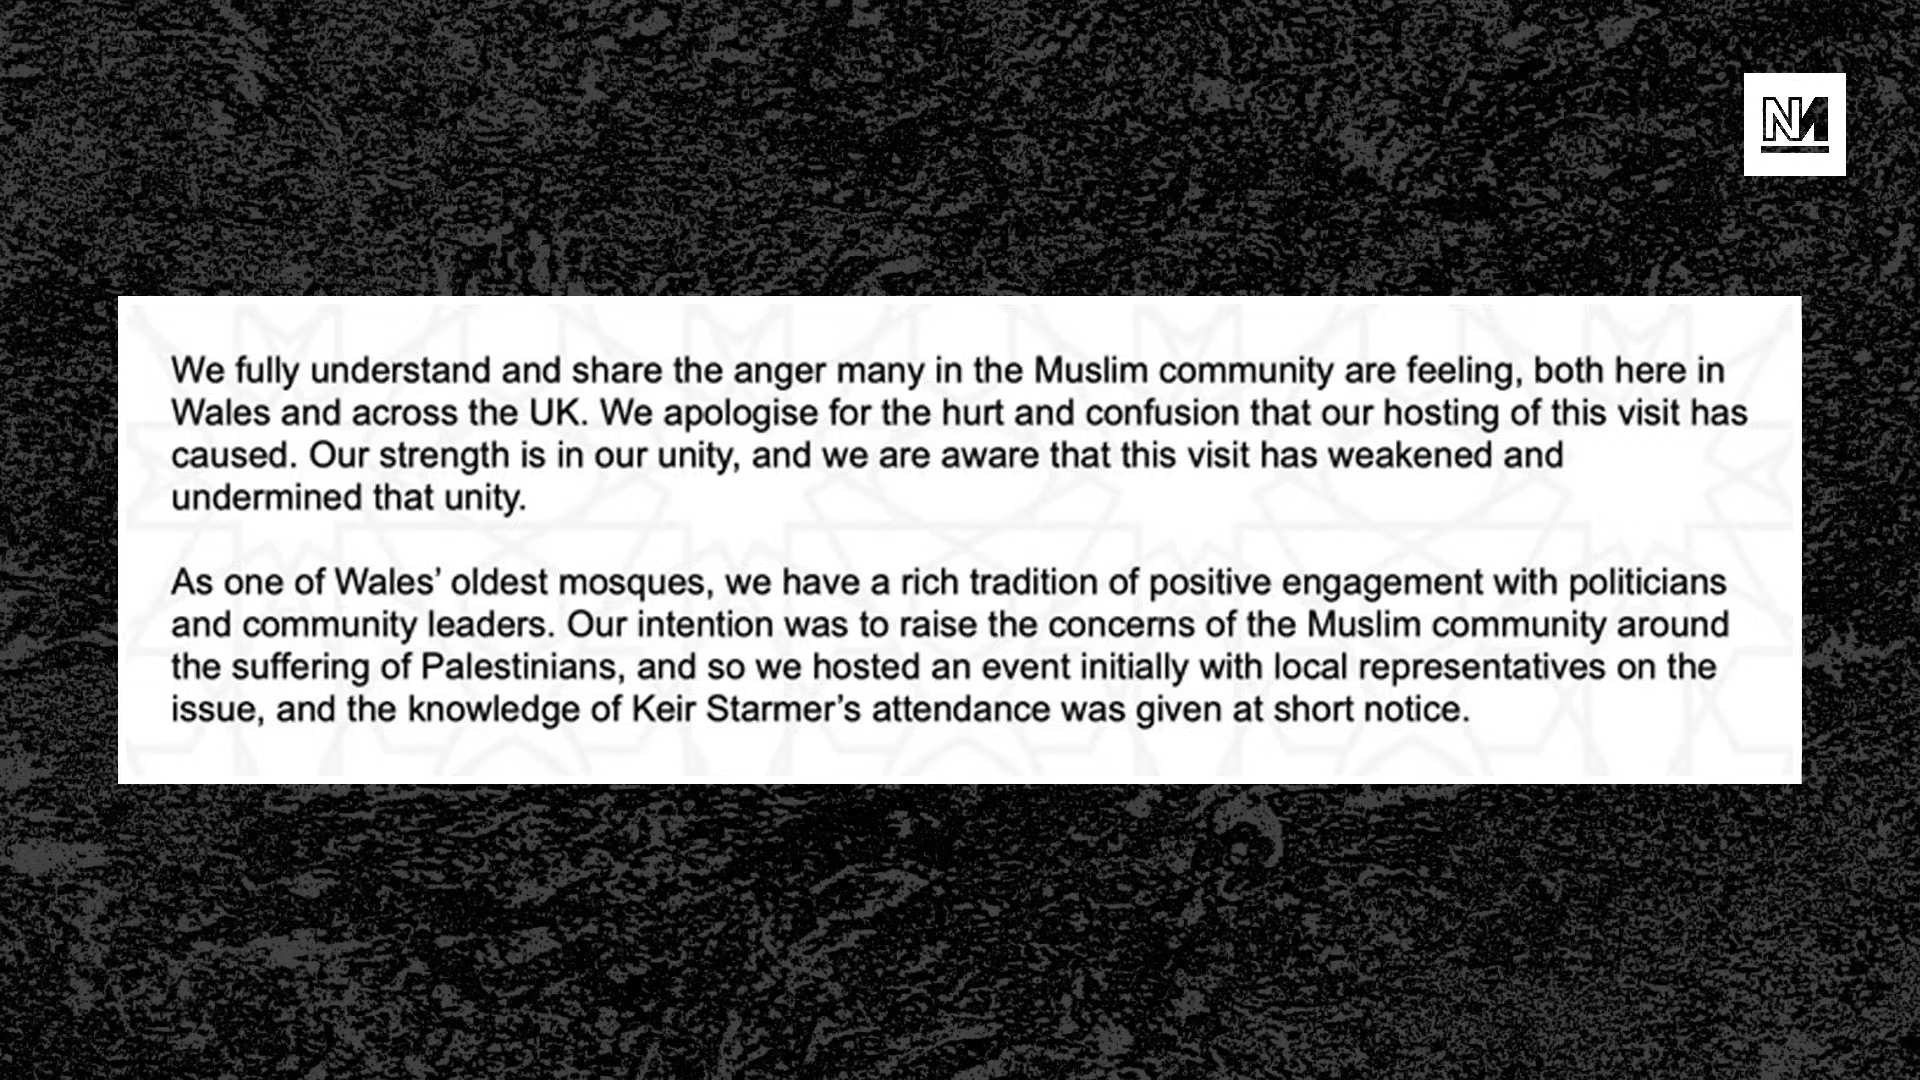 NM
We fully understand and share the anger many in the Muslim community are feeling, both here in
Wales and across the UK. We apologise for the hurt and confusion that our hosting of this visit has
caused. Our strength is in our unity, and we are aware that this visit has weakened and
undermined that unity.
As one of Wales’ oldest mosques, we have a rich tradition of positive engagement with politicians
and community leaders. Our intention was to raise the concerns of the Muslim community around
the suffering of Palestinians, and so we hosted an event initially with local representatives on the
issue, and the knowledge of Keir Starmer’s attendance was given at short notice.